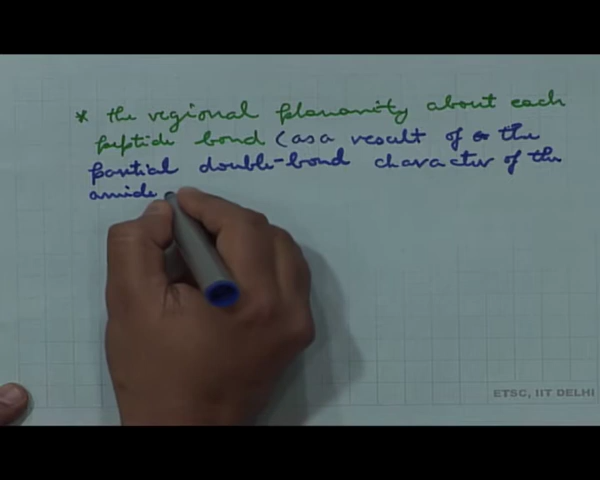 * the regional planarity about each
peptide bond (as a result of the
partial double-bond character of the
amide
ETSC, IIT DELHI